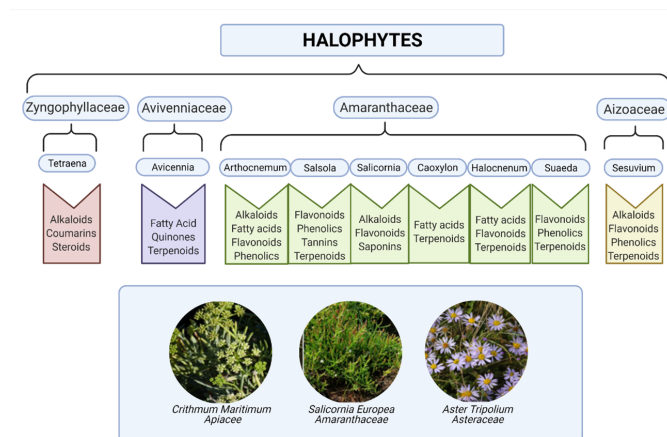 HALOPHYTES
Zyngophyllaceae
Avivenniaceae
Amaranthaceae
Aizoaceae
Tetraena
Avicennia
Arthocnemum
Salsola
Salicornia
Caoxylon
Halocnenum
Suaeda
Sesuvium
Alkaloids
Coumarins
Steroids
Fatty Acid
Quinones
Terpenoids
Alkaloids
Fatty acids
Flavonoids
Phenolics
Flavonoids
Phenolics
Tannins
Terpenoids
Alkaloids
Flavonoids
Saponins
Fatty acids
Terpenoids
Fatty acids
Flavonoids
Terpenoids
Flavonoids
Phenolics
Terpenoids
Alkaloids
Flavonoids
Phenolics
Terpenoids
Crithmum Maritimum
Apiacee
Salicornia Europea
Amaranthaceae
Aster Tripolium
Asteraceae